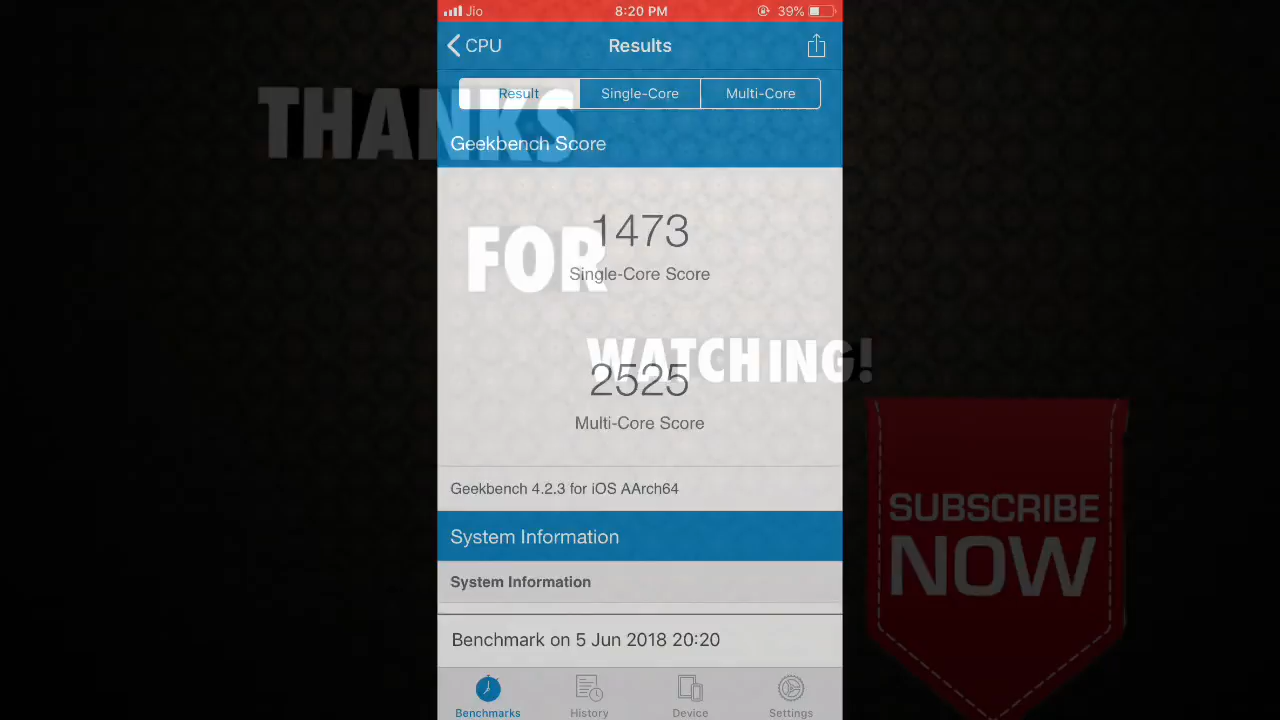 Jio 8:20 PM 39%
CPU Results
Result Single-Core Multi-Core
THANKS
Geekbench Score
1473
FOR
Single-Core Score
WATCHING!
2525
Multi-Core Score
Geekbench 4.2.3 for iOS AArch64
SUBSCRIBE
NOW
System Information
System Information
Benchmark on 5 Jun 2018 20:20
Benchmarks History Device Settings